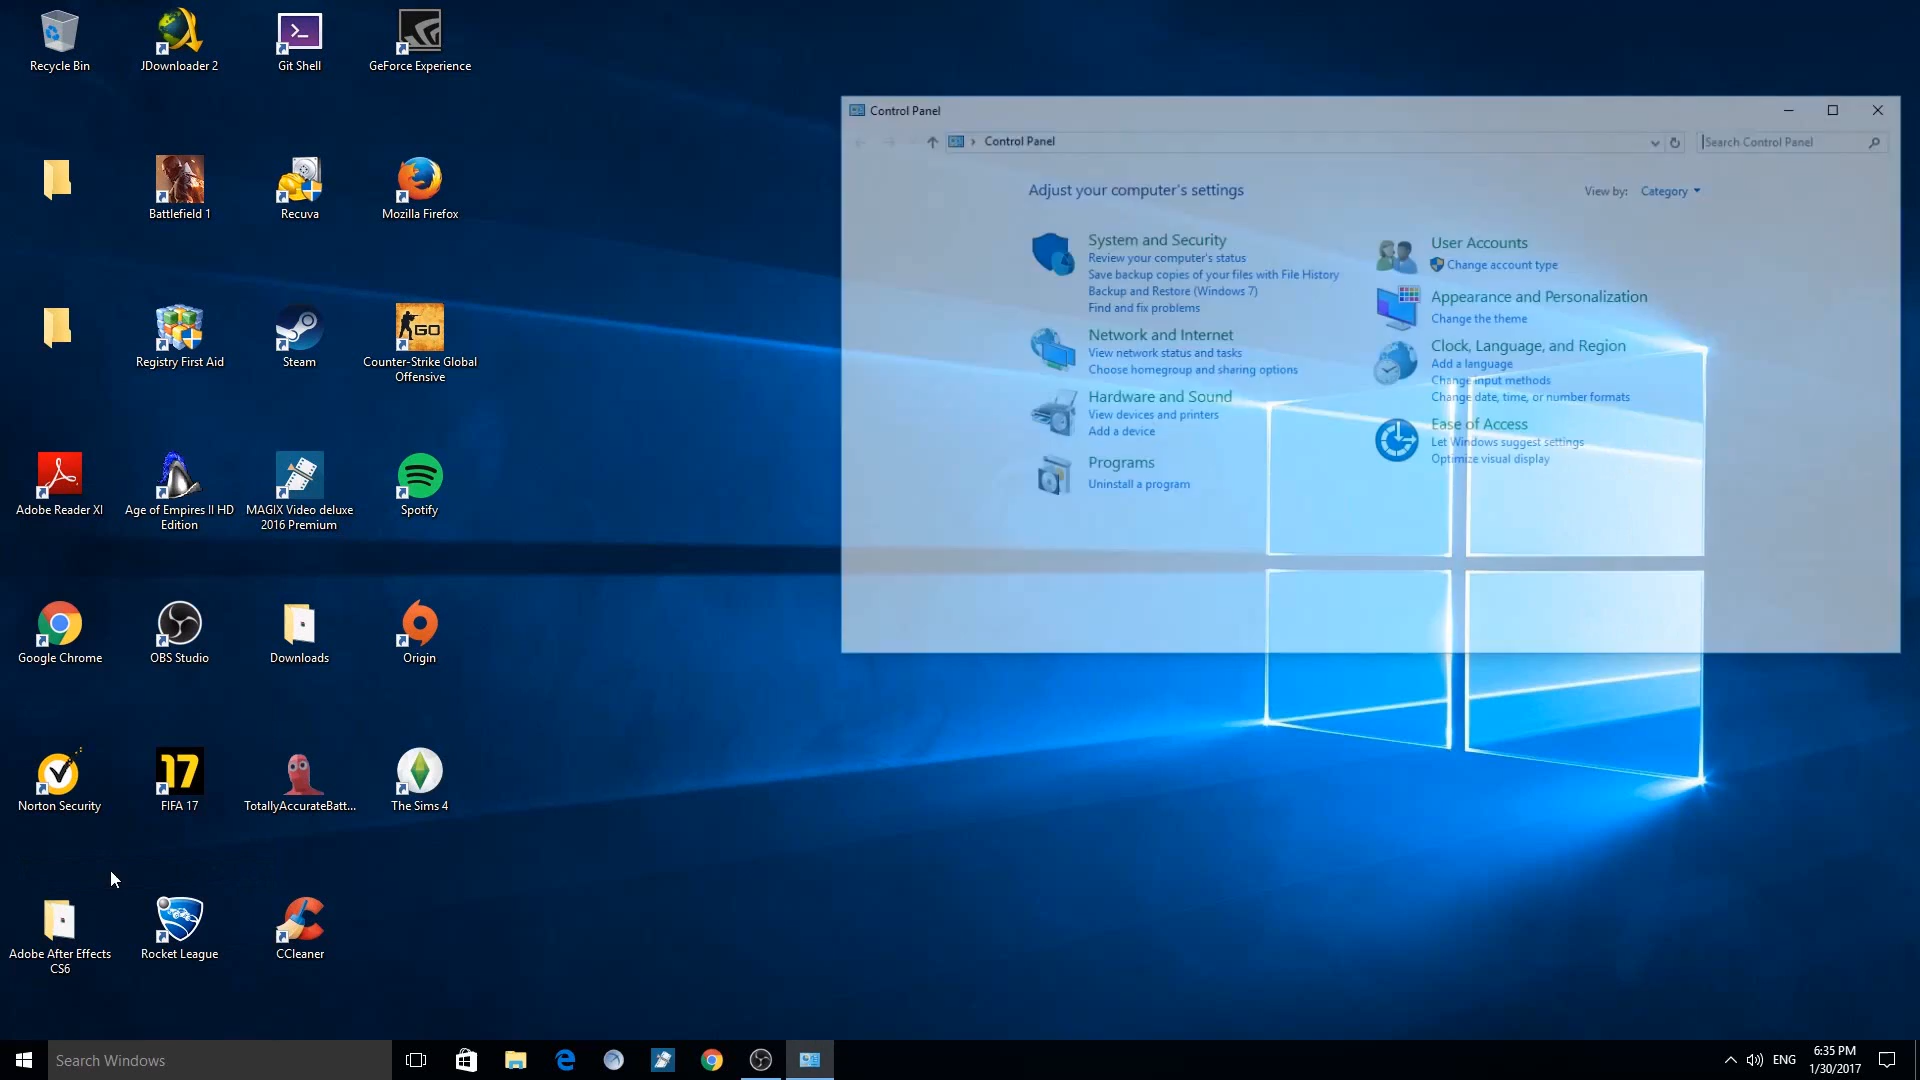 Recycle Bin
JDownloader 2
Git Shell
GeForce Experience
Battlefield 1
Recuva
Mozilla Firefox
Registry First Aid
Steam
Counter-Strike Global
Offensive
GO
Adobe Reader XI
Age of Empires II HD
Edition
MAGIX Video deluxe
2016 Premium
Spotify
Google Chrome
OBS Studio
Downloads
Origin
Norton Security
17
FIFA 17
TotallyAccurateBatt...
The Sims 4
Adobe After Effects
CS6
Rocket League
CCleaner
Control Panel
Control Panel
Search Control Panel
Adjust your computer's settings
View by: Category
System and Security
Review your computer's status
Save backup copies of your files with File History
Backup and Restore (Windows 7)
Find and fix problems
Network and Internet
View network status and tasks
Choose homegroup and sharing options
Hardware and Sound
View devices and printers
Add a device
Programs
Uninstall a program
User Accounts
Change account type
Appearance and Personalization
Change the theme
Clock, Language, and Region
Add a language
Change input methods
Change date, time, or number formats
Ease of Access
Let Windows suggest settings
Optimize visual display
Search Windows
ENG
6:35 PM
1/30/2017